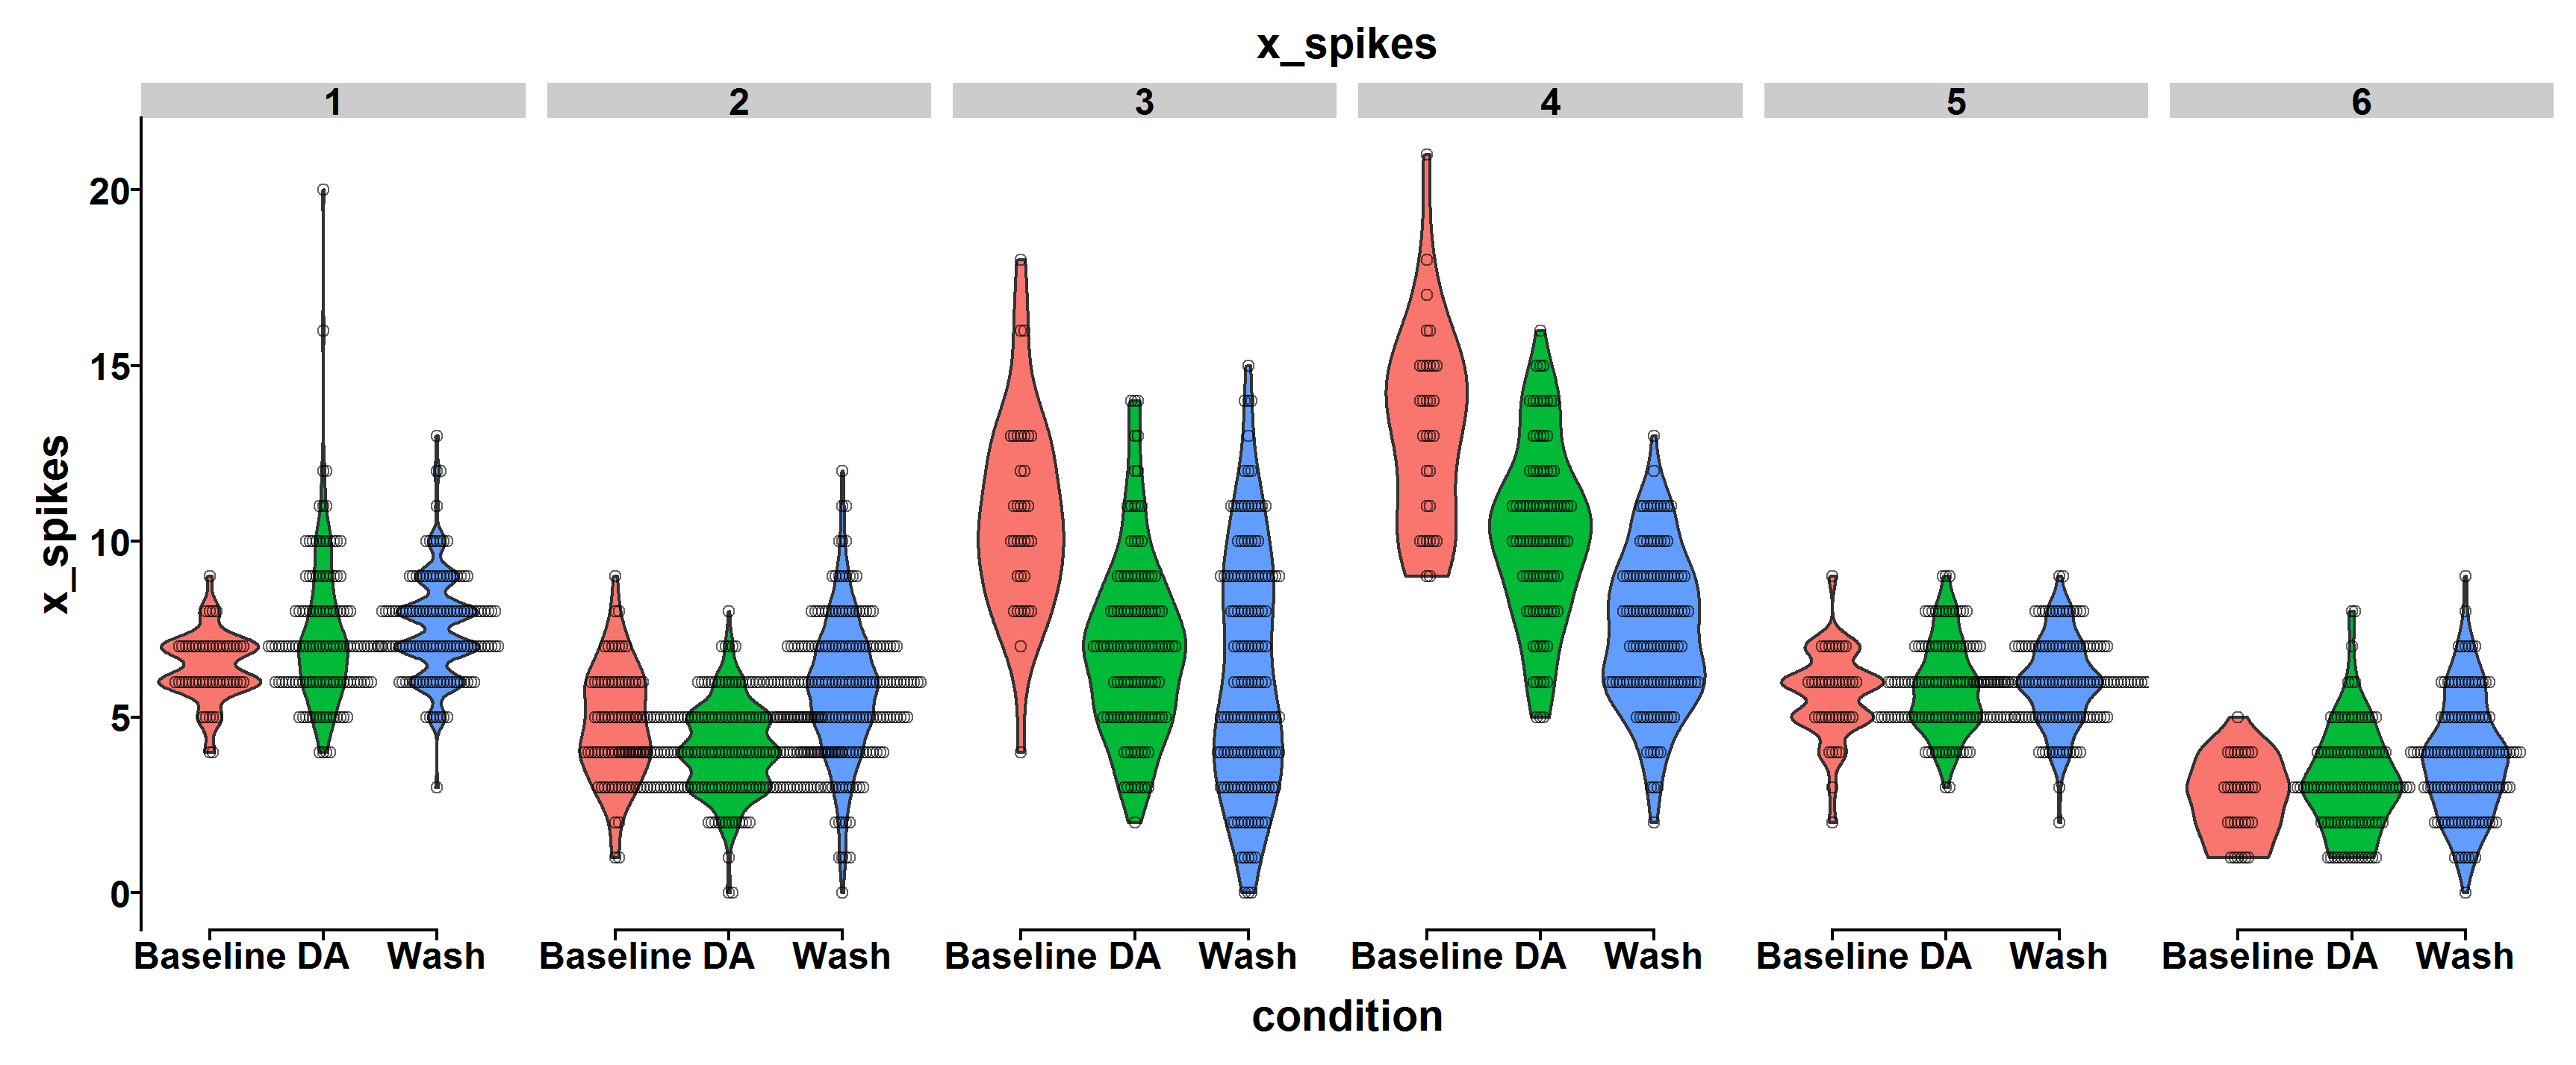 x_spikes
1 2 3 4 5 6
x_spikes
20
15
10
5
0
Baseline DA Wash Baseline DA Wash Baseline DA Wash Baseline DA Wash Baseline DA Wash Baseline DA Wash
condition